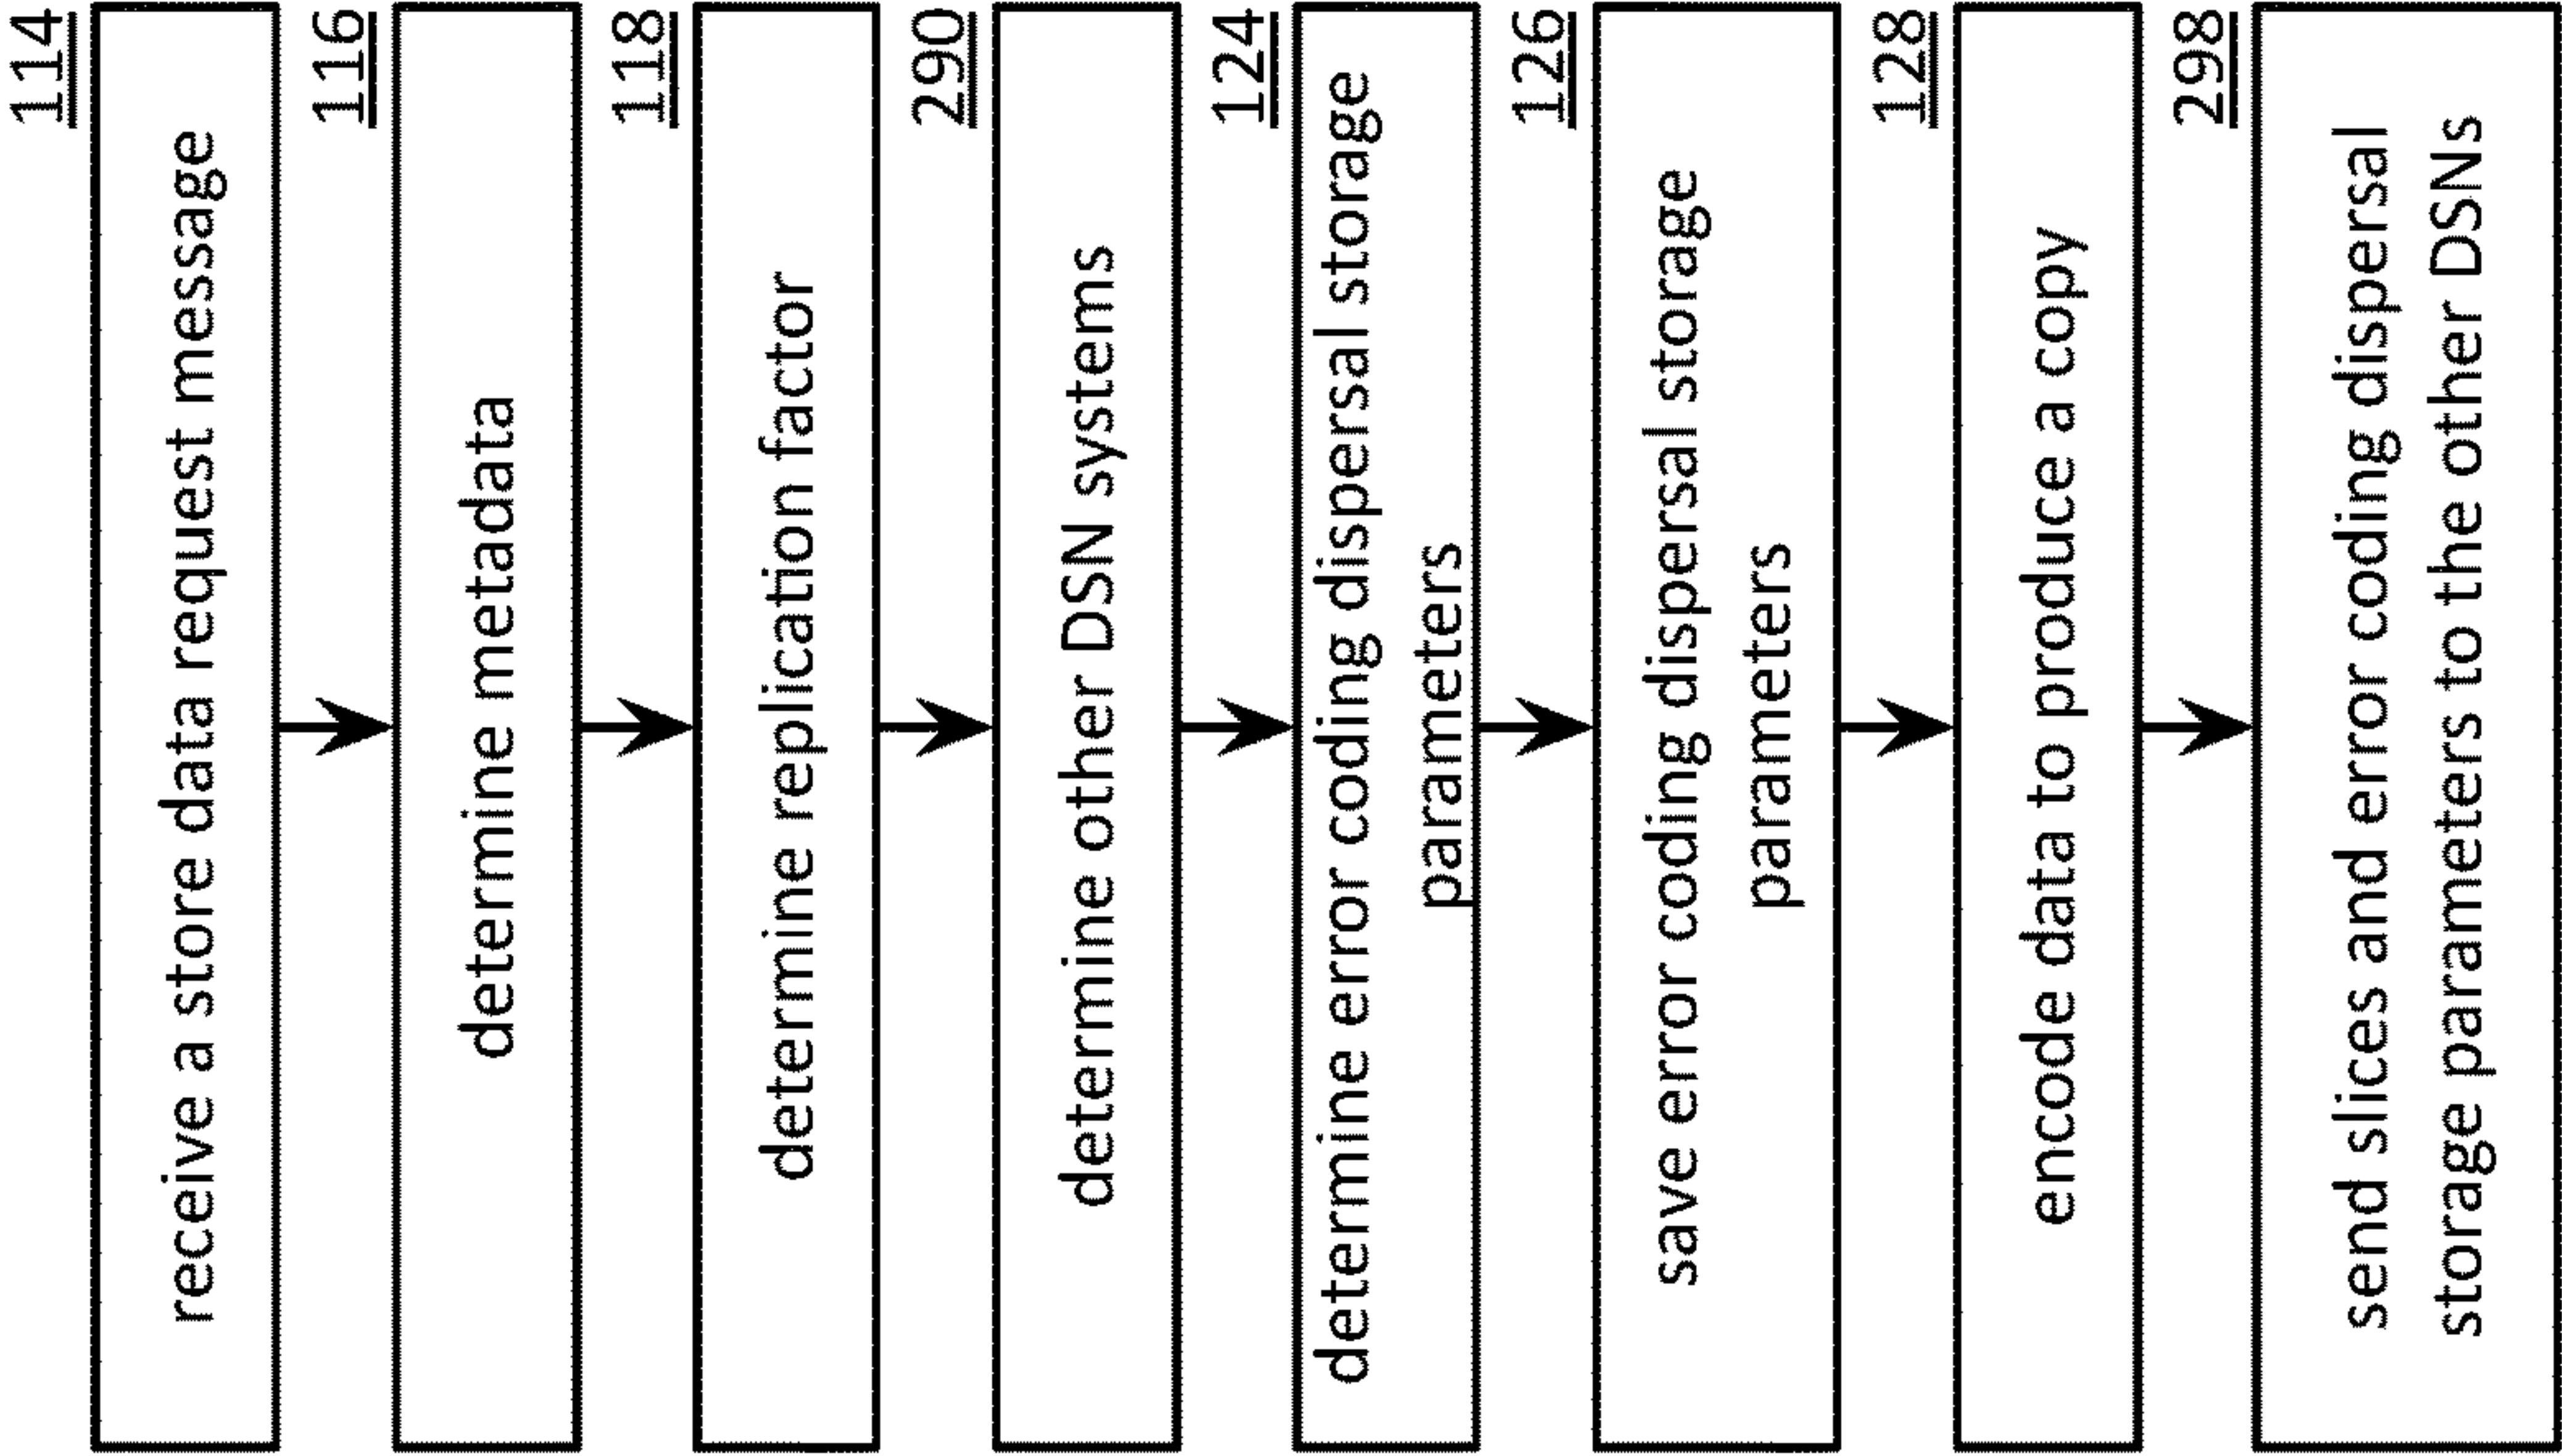 114
receive a store data request message
116
determine metadata
118
determine replication factor
290
determine other DSN systems
124
determine error coding dispersal storage
parameters
126
save error coding dispersal storage
parameters
128
encode data to produce a copy
298
send slices and error coding dispersal
storage parameters to the other DSNs